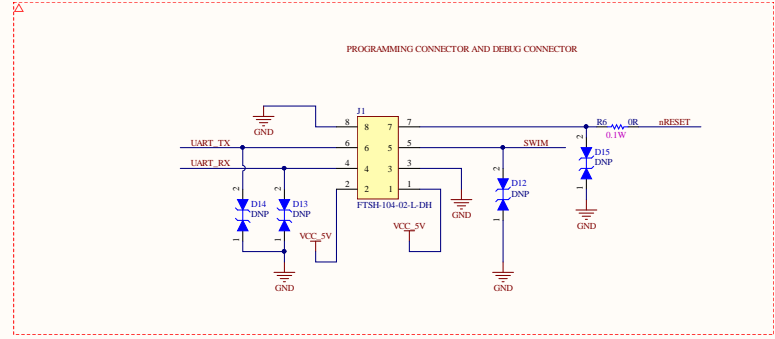 PROGRAMMING CONNECTOR AND DEBUG CONNECTOR
J1
GND
8 8 7 7
R6 0R nRESET
0.1W
UART_TX 6 6 5 5 SWIM
UART_RX 4 4 3 3
2 2 1 1
2 D15
DNP
1
GND
2 D12
DNP
1
GND
2 D14
DNP
1
2 D13
DNP
1
GND
FTSH-104-02-L-DH
GND
VCC_5V
VCC_5V